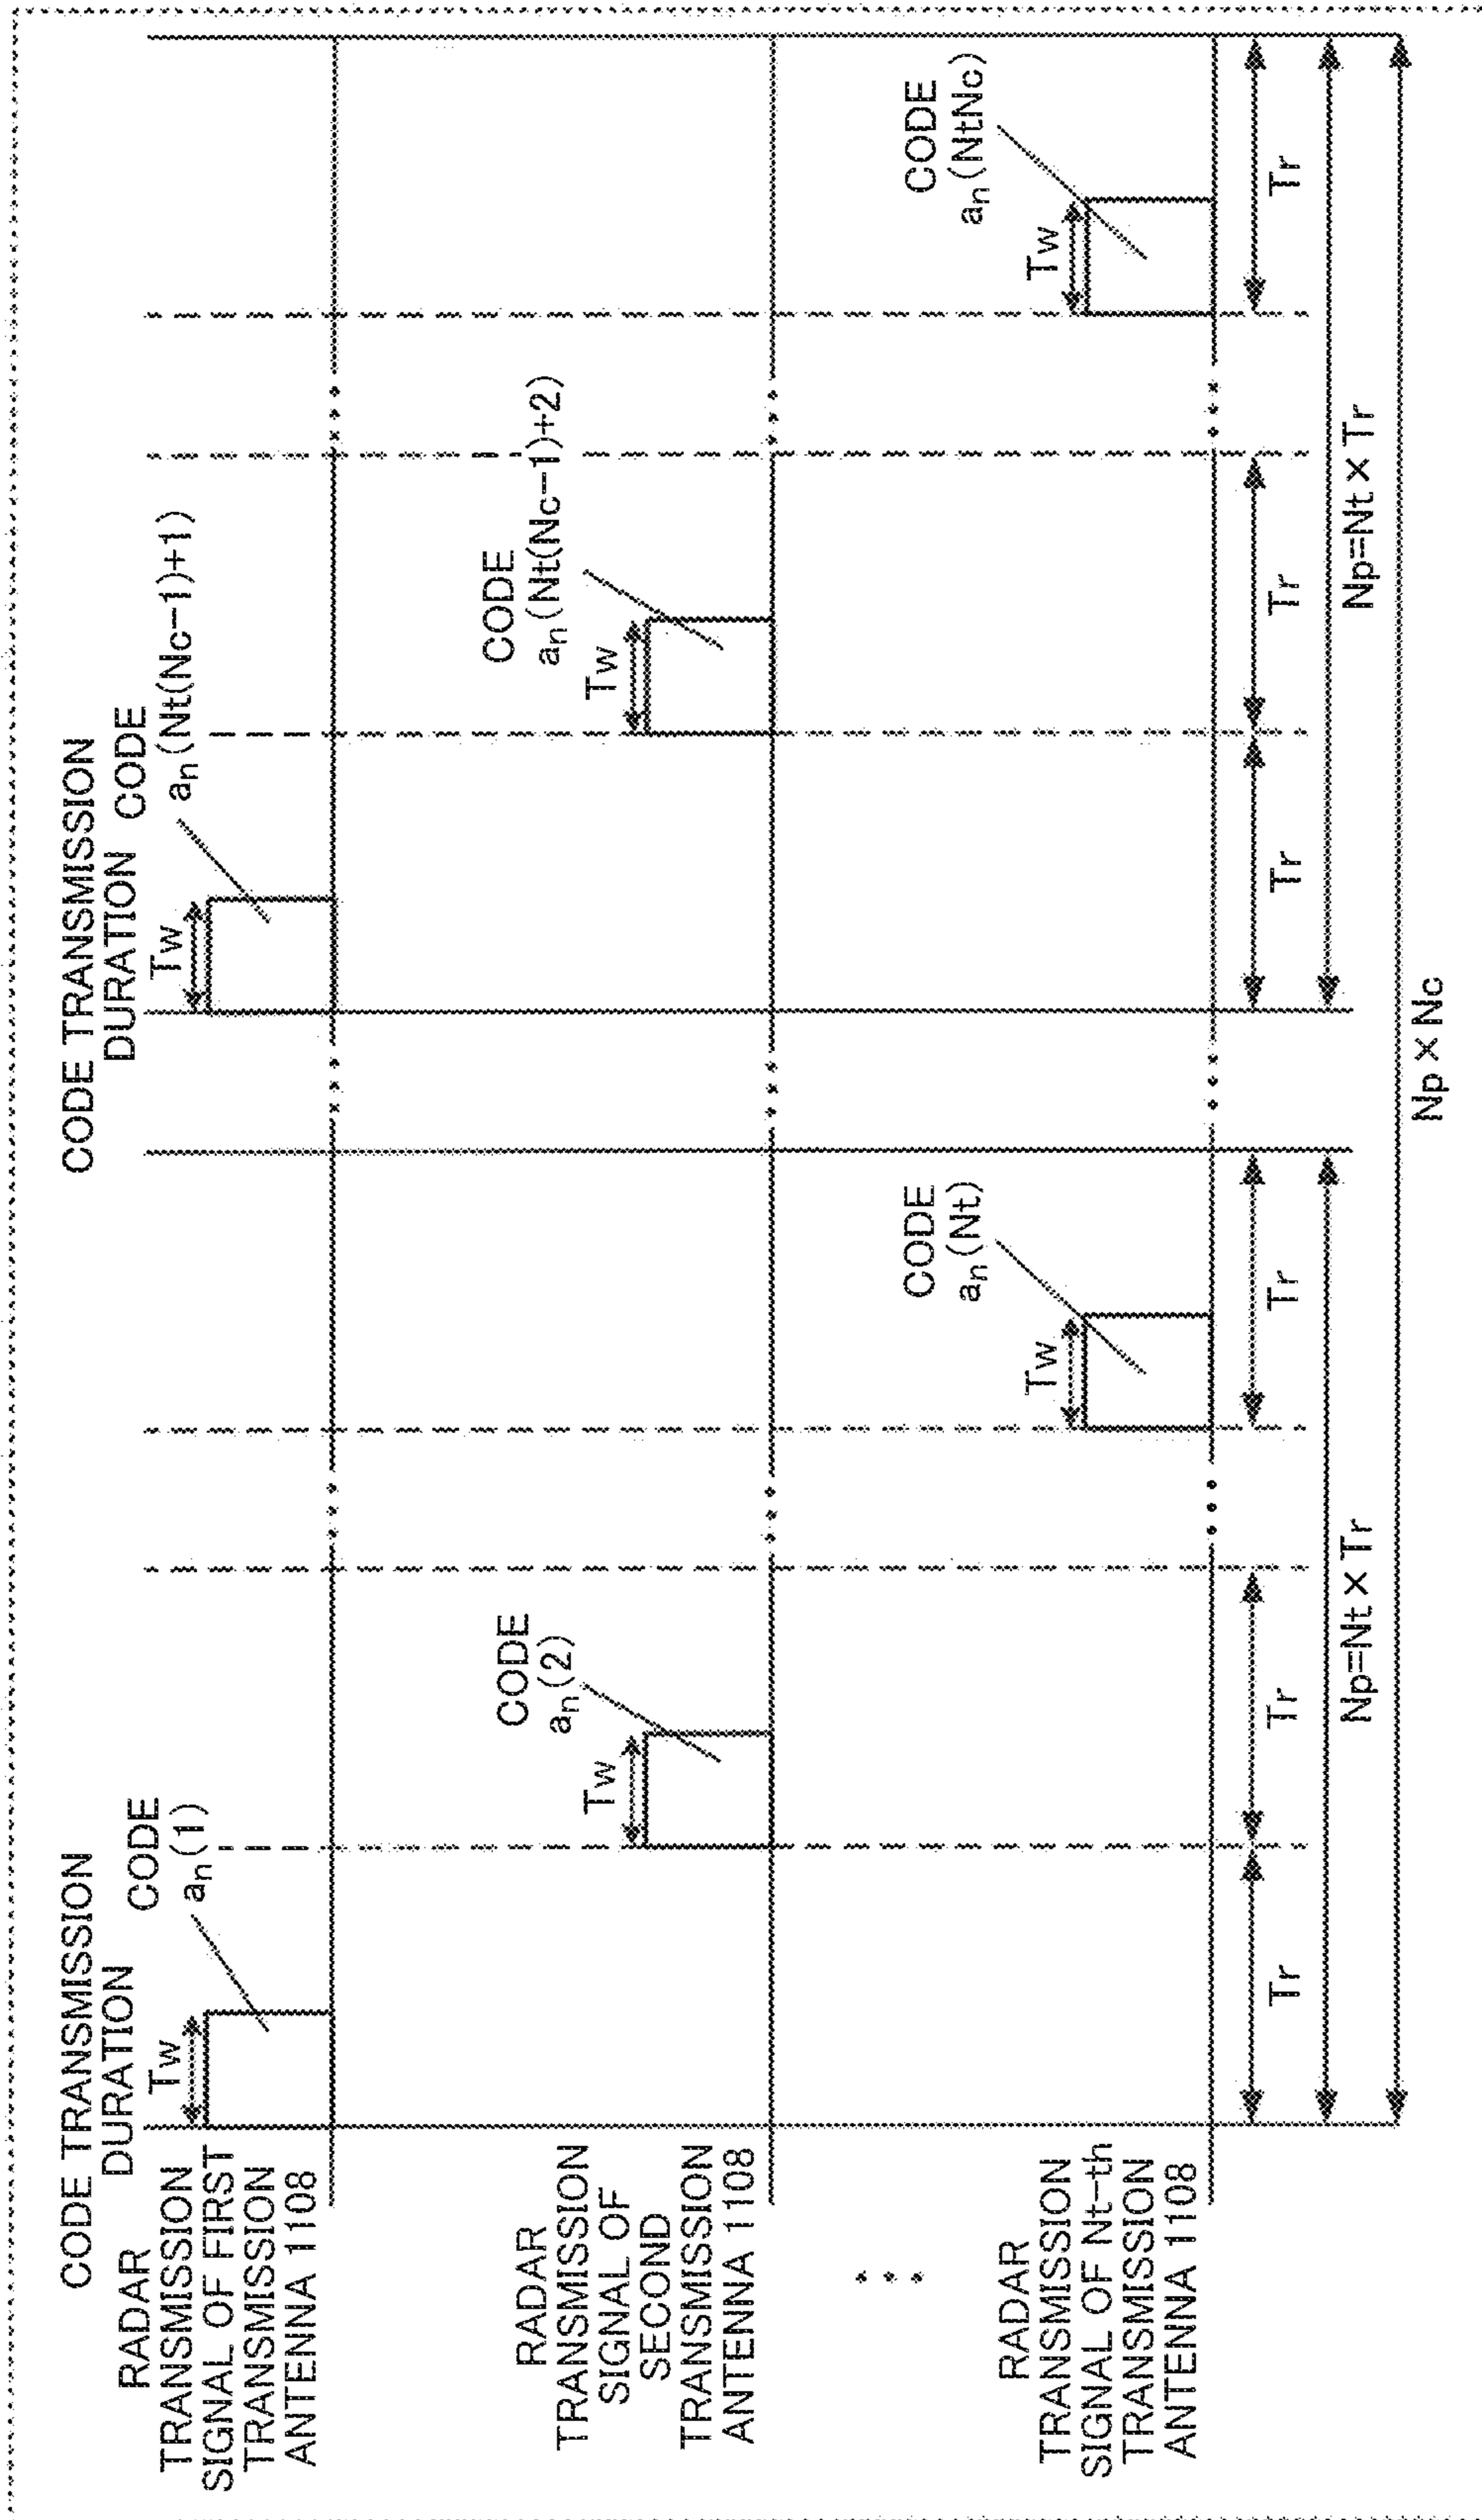 CODE TRANSMISSION
DURATION
CODE
an(1)
Tw
CODE TRANSMISSION
DURATION
CODE
an(Nt(Nc-1)+1)
Tw
RADAR
TRANSMISSION
SIGNAL OF FIRST
TRANSMISSION
ANTENNA 1108
CODE
an(2)
Tw
CODE
an(Nt(Nc-1)+2)
Tw
RADAR
TRANSMISSION
SIGNAL OF
SECOND
TRANSMISSION
ANTENNA 1108
CODE
an(Nt)
Tw
CODE
an(NtNc)
Tw
RADAR
TRANSMISSION
SIGNAL OF Nt-th
TRANSMISSION
ANTENNA 1108
Tr
Tr
Tr
Tr
Tr
Tr
Np=Nt×Tr
Np=Nt×Tr
Np×Nc